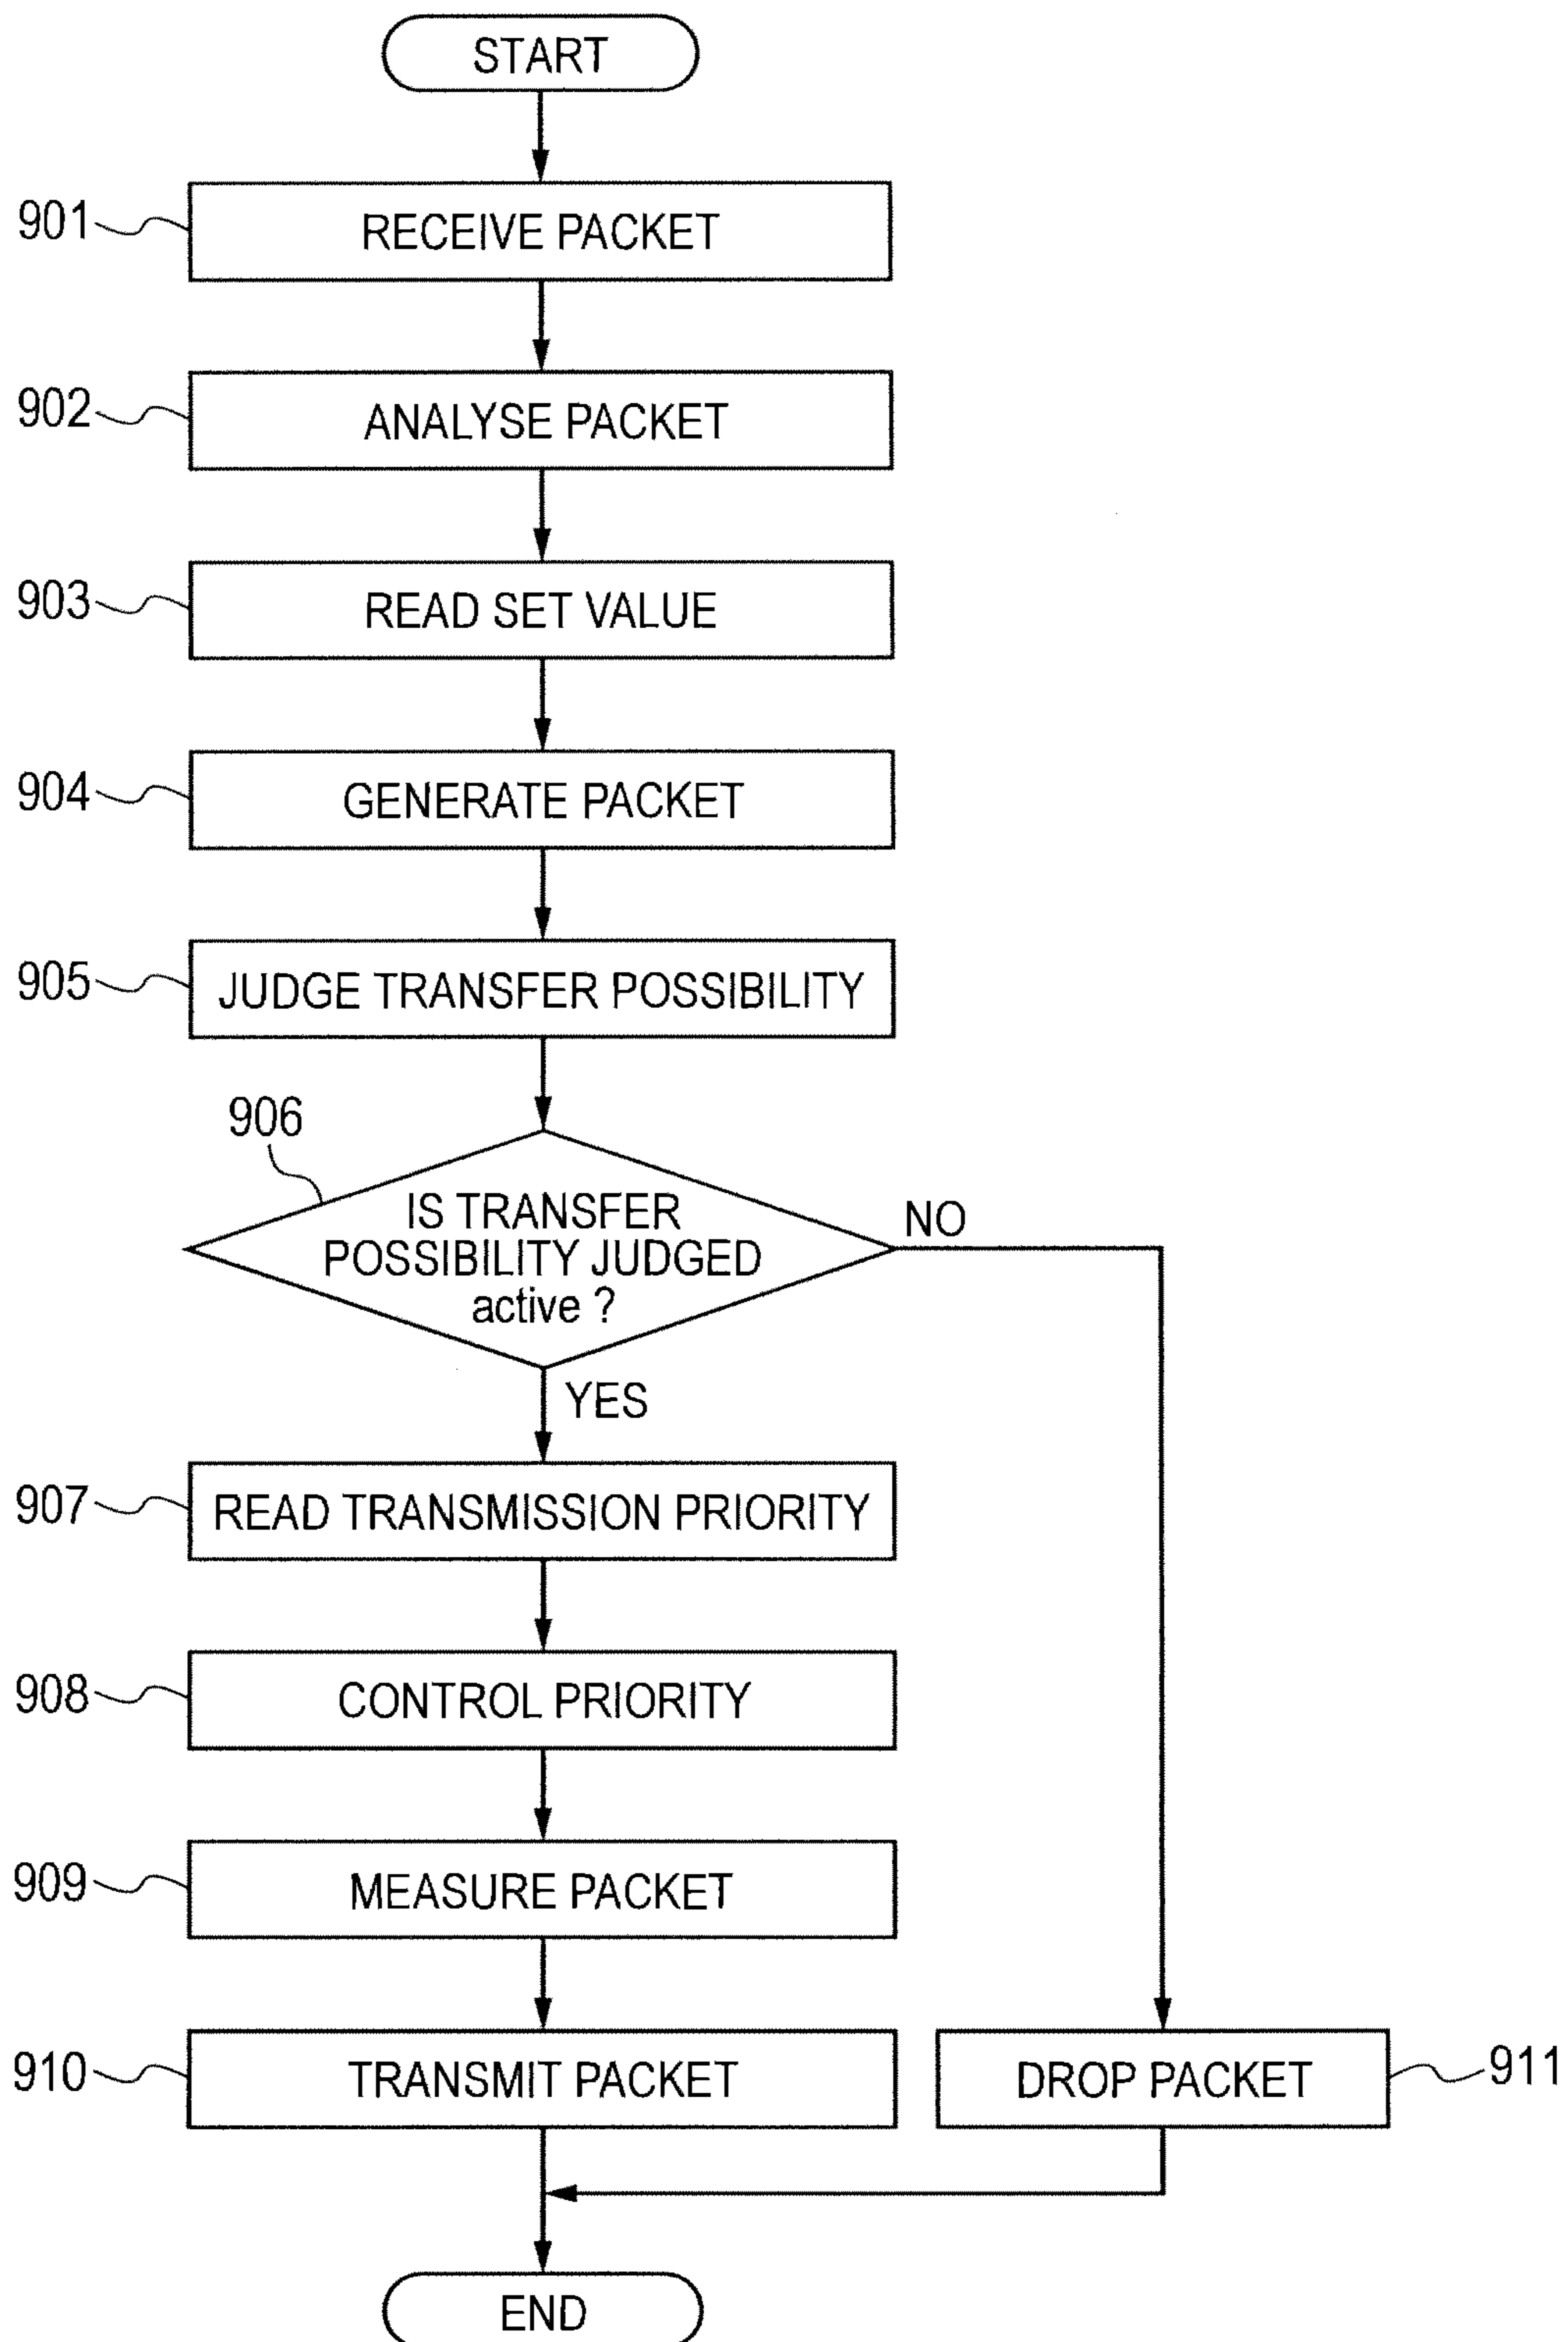 START
901
RECEIVE PACKET
902
ANALYSE PACKET
903
READ SET VALUE
904
GENERATE PACKET
905
JUDGE TRANSFER POSSIBILITY
906
IS TRANSFER
POSSIBILITY JUDGED
active ?
NO
YES
907
READ TRANSMISSION PRIORITY
908
CONTROL PRIORITY
909
MEASURE PACKET
910
TRANSMIT PACKET
DROP PACKET
911
END